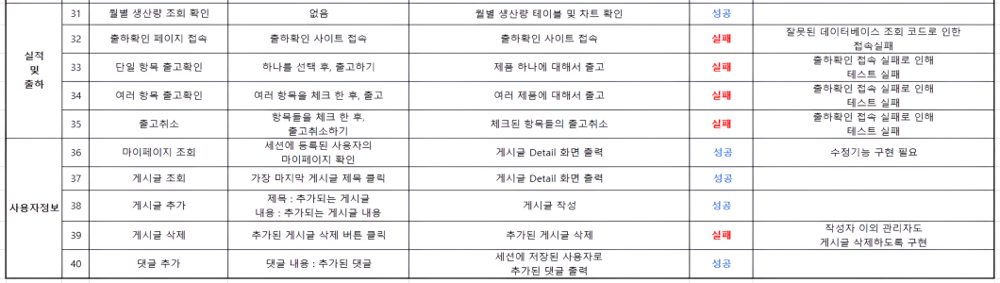 실적
및
출하
31 월별 생산량 조회 확인 없음 월별 생산량 테이블 및 차트 확인 성공
32 출하확인 페이지 접속 출하확인 사이트 접속 출하확인 사이트 접속 실패 잘못된 데이터베이스 조회 코드로 인한
접속실패
33 단일 항목 출고확인 하나를 선택 후, 출고하기 제품 하나에 대해서 출고 실패 출하확인 접속 실패로 인해
테스트 실패
34 여러 항목 출고확인 여러 항목을 체크 한 후, 출고 여러 제품에 대해서 출고 실패 출하확인 접속 실패로 인해
테스트 실패
35 출고취소 항목들을 체크 한 후,
출고취소하기 체크된 항목들의 출고취소 실패 출하확인 접속 실패로 인해
테스트 실패
사용자정보
36 마이페이지 조회 세션에 등록된 사용자의
마이페이지 확인 게시글 Detail 화면 출력 성공 수정기능 구현 필요
37 게시글 조회 가장 마지막 게시글 제목 클릭 게시글 Detail 화면 출력 성공
38 게시글 추가 제목 : 추가되는 게시글
내용 : 추가되는 게시글 내용 게시글 작성 성공
39 게시글 삭제 추가된 게시글 삭제 버튼 클릭 추가된 게시글 삭제 실패 작성자 이외 관리자도
게시글 삭제하도록 구현
40 댓글 추가 댓글 내용 : 추가된 댓글 세션에 저장된 사용자로
추가된 댓글 출력 성공